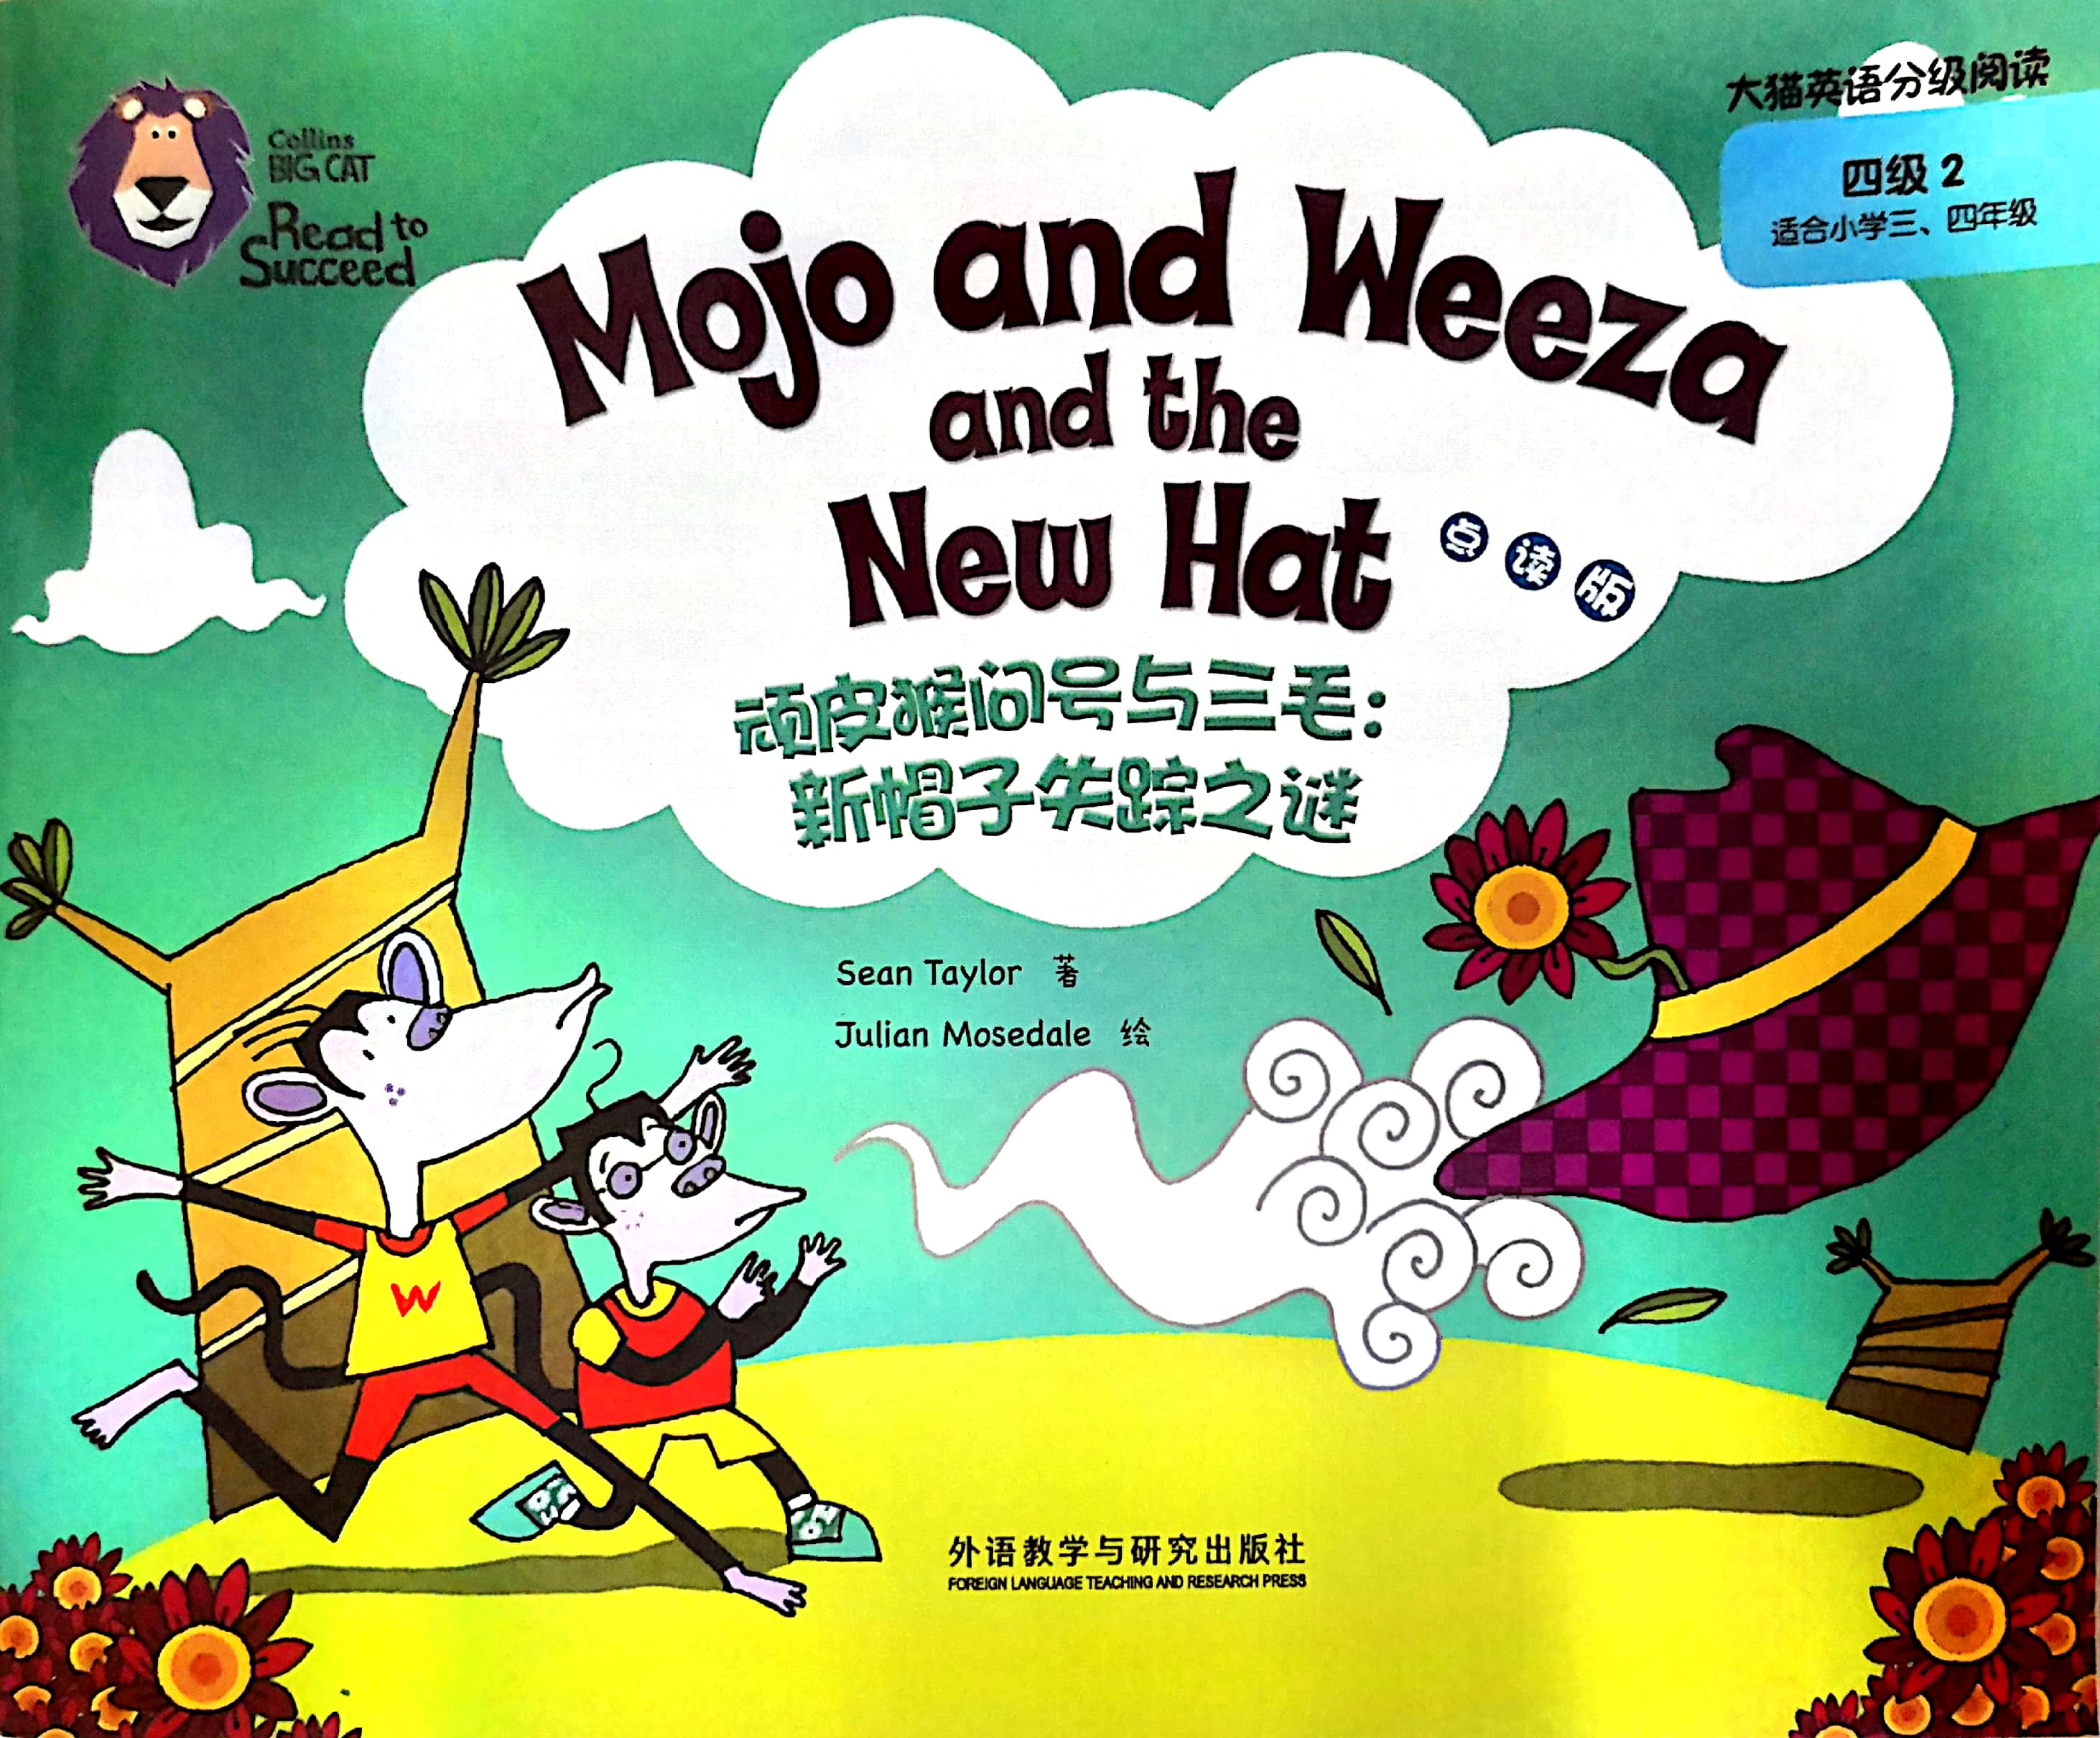 Collins
BIG CAT
Read to
Succeed
大猫英语分级阅读
四级 2
适合小学三、四年级
Mojo and Weeza
and the
New Hat
点读版
顽皮猴问号与三毛：
新帽子失踪之谜
Sean Taylor 著
Julian Mosedale 绘
W
外语教学与研究出版社
FOREIGN LANGUAGE TEACHING AND RESEARCH PRESS